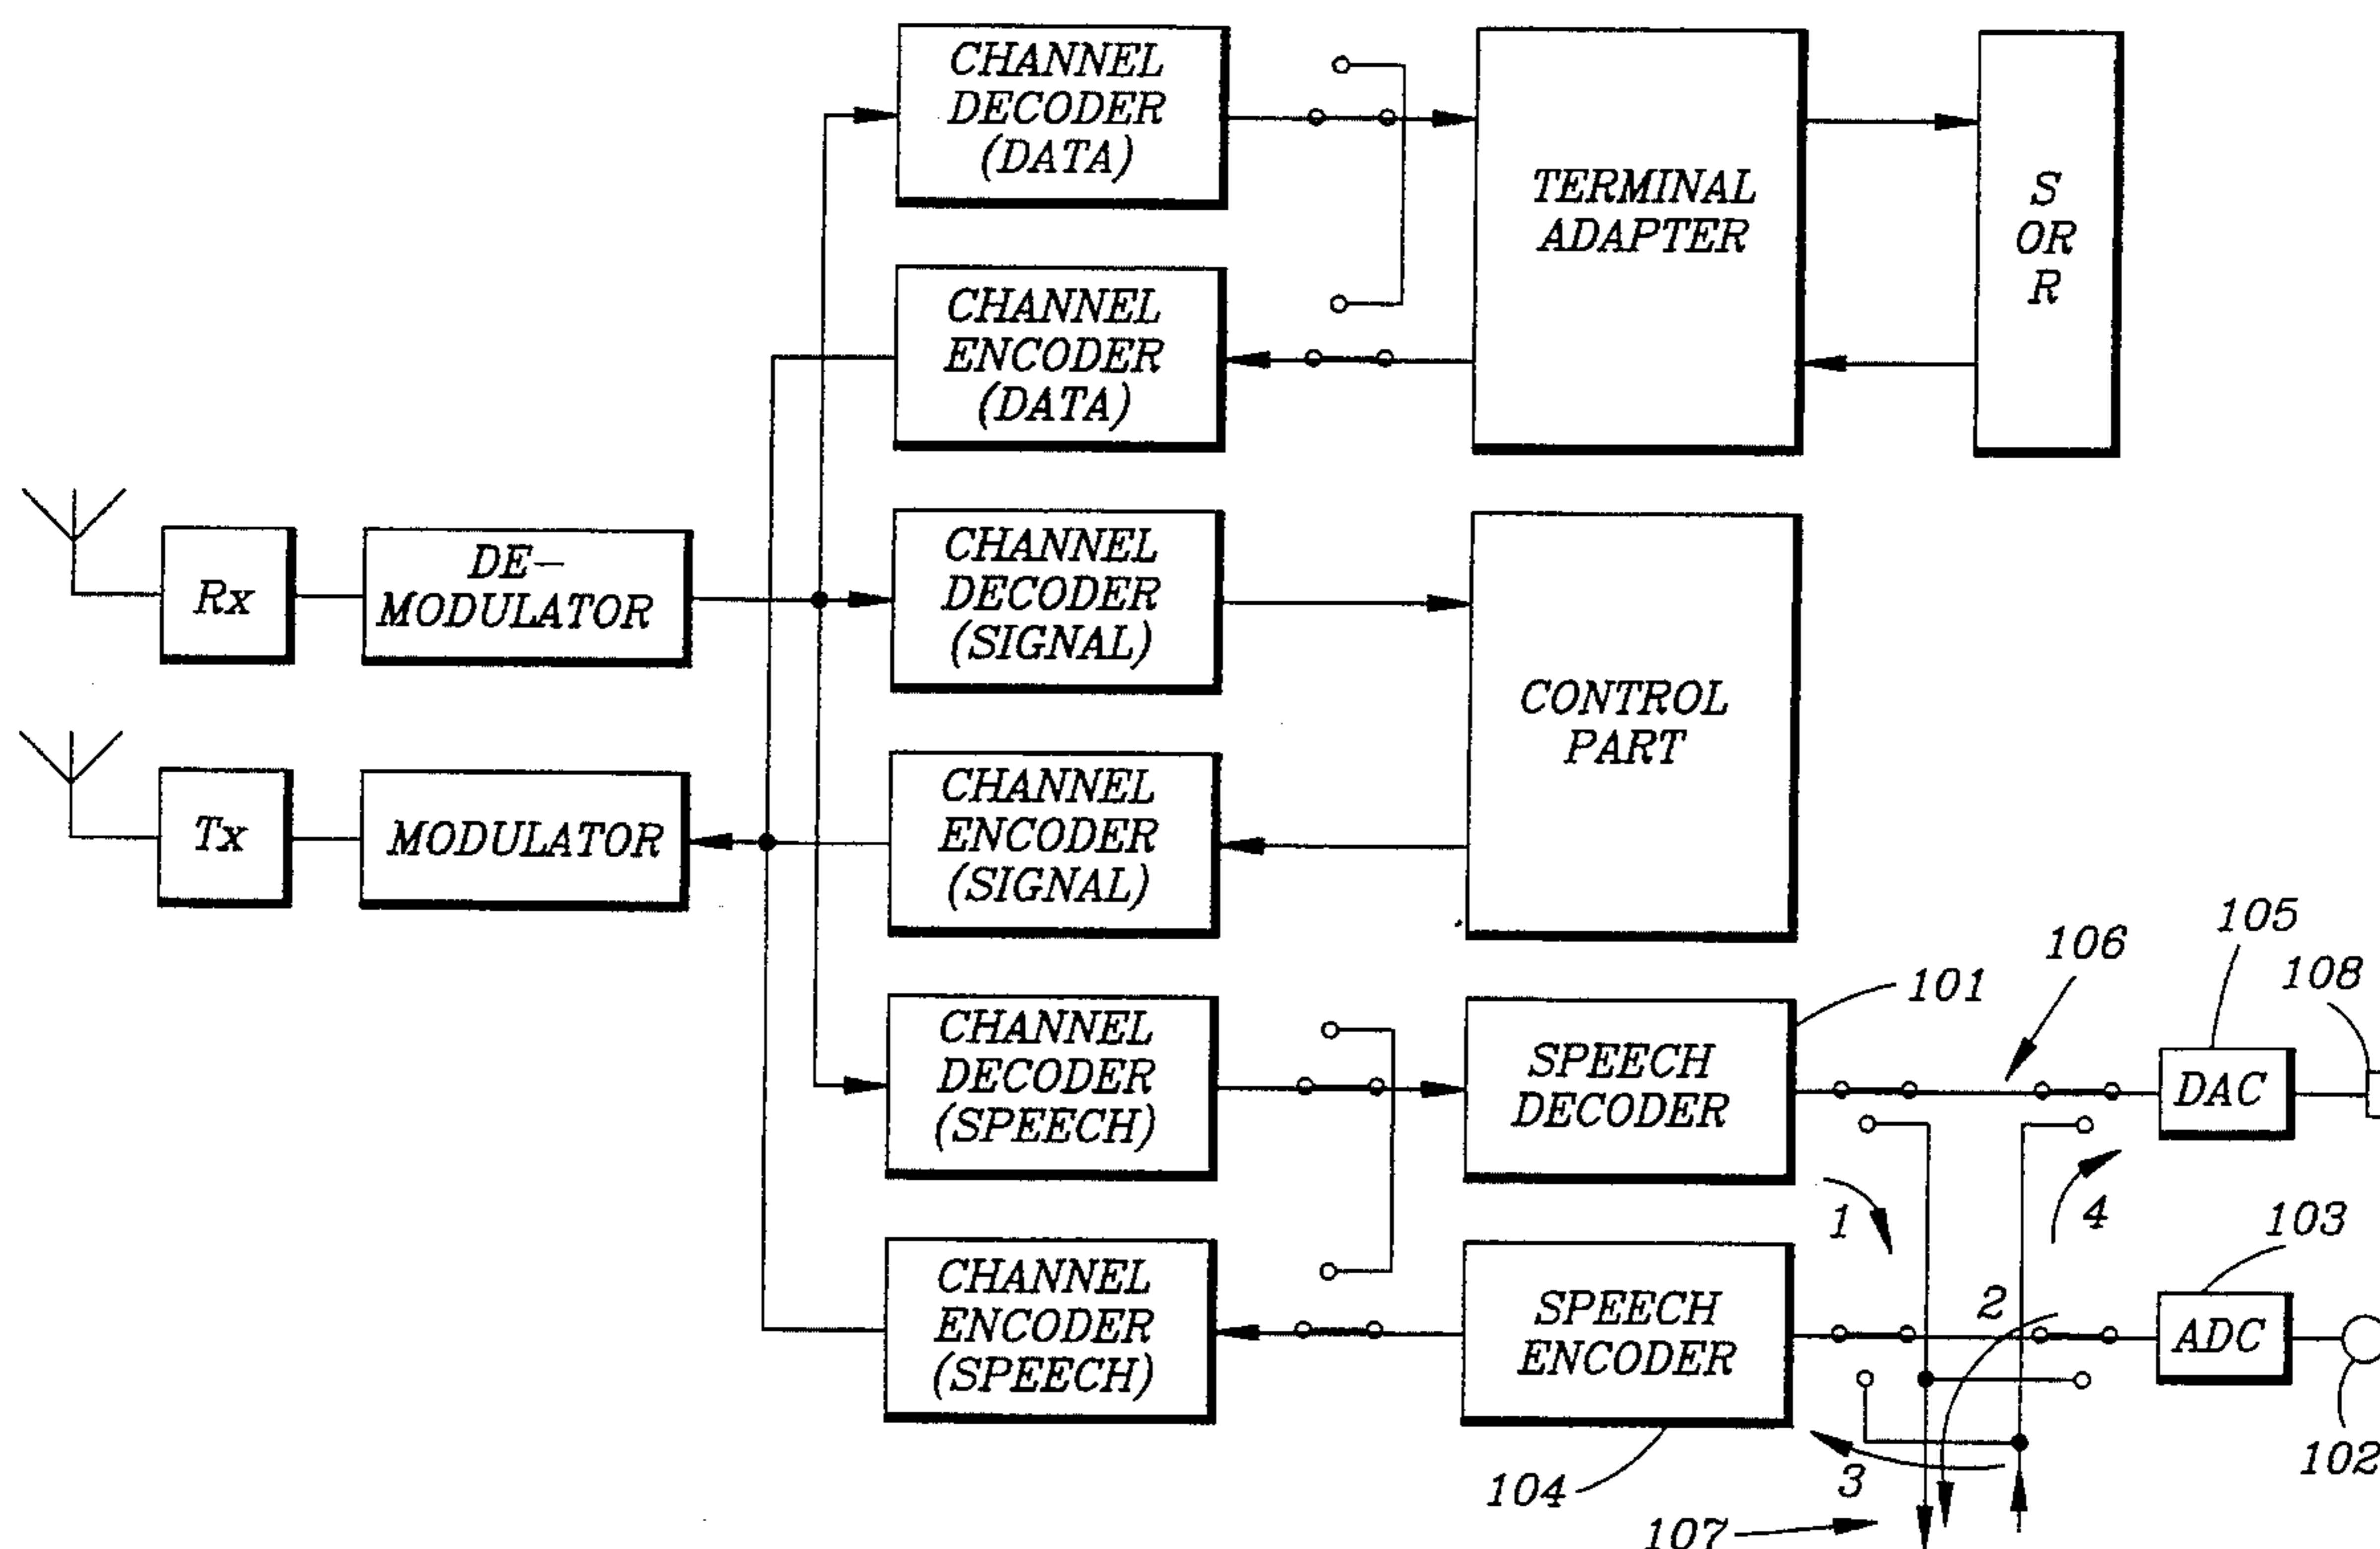 CHANNEL
DECODER
(DATA)
TERMINAL
ADAPTER
S
OR
R
CHANNEL
ENCODER
(DATA)
Rx
DE-
MODULATOR
CHANNEL
DECODER
(SIGNAL)
CONTROL
PART
Tx
MODULATOR
CHANNEL
ENCODER
(SIGNAL)
105
106
108
101
CHANNEL
DECODER
(SPEECH)
SPEECH
DECODER
DAC
1
4
103
CHANNEL
ENCODER
(SPEECH)
SPEECH
ENCODER
2
ADC
102
104
3
107